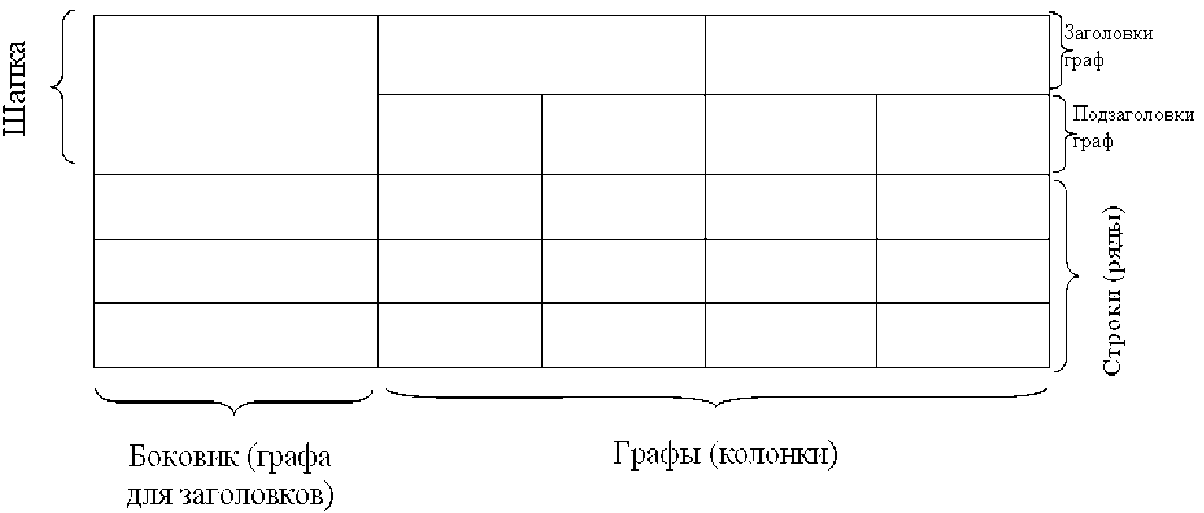 Шапка
Заголовки
граф
Подзаголовки
граф
Строки (ряды)
Боковик (графа
для заголовков)
Графы (колонки)